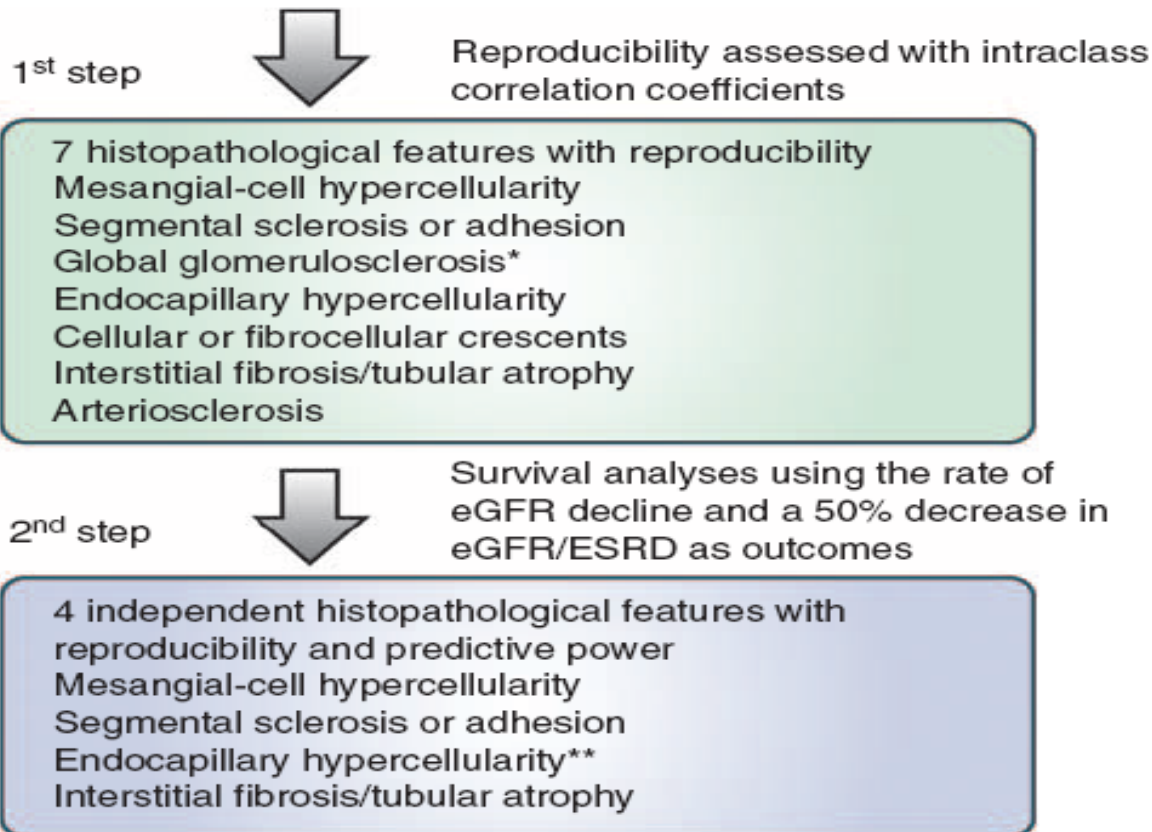 1st step
Reproducibility assessed with intraclass
correlation coefficients
7 histopathological features with reproducibility
Mesangial-cell hypercellularity
Segmental sclerosis or adhesion
Global glomerulosclerosis*
Endocapillary hypercellularity
Cellular or fibrocellular crescents
Interstitial fibrosis/tubular atrophy
Arteriosclerosis
2nd step
Survival analyses using the rate of
eGFR decline and a 50% decrease in
eGFR/ESRD as outcomes
4 independent histopathological features with
reproducibility and predictive power
Mesangial-cell hypercellularity
Segmental sclerosis or adhesion
Endocapillary hypercellularity**
Interstitial fibrosis/tubular atrophy